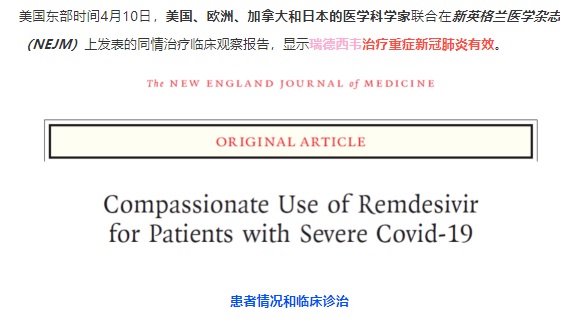 美国东部时间4月10日，美国、欧洲、加拿大和日本的医学科学家联合在新英格兰医学杂志
（NEJM）上发表的同情治疗临床观察报告，显示瑞德西韦治疗重症新冠肺炎有效。
The NEW ENGLAND JOURNAL of MEDICINE
ORIGINAL ARTICLE
Compassionate Use of Remdesivir
for Patients with Severe Covid-19
患者情况和临床诊治